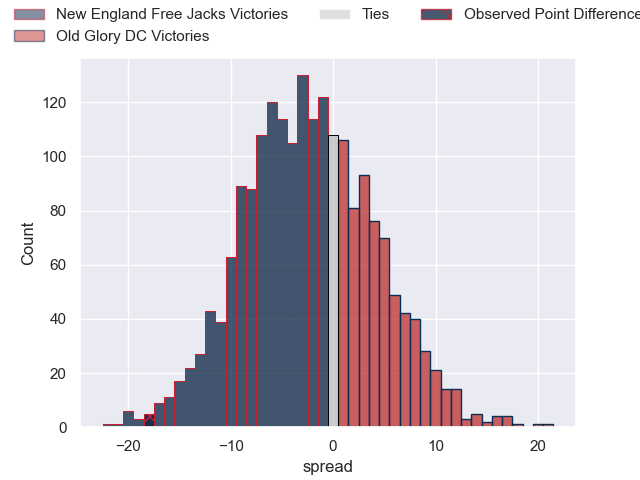 New England Free Jacks Victories
Ties
Observed Point Difference
Old Glory DC Victories
120
100
80
60
40
20
0
Count
−20
−10
0
10
20
spread